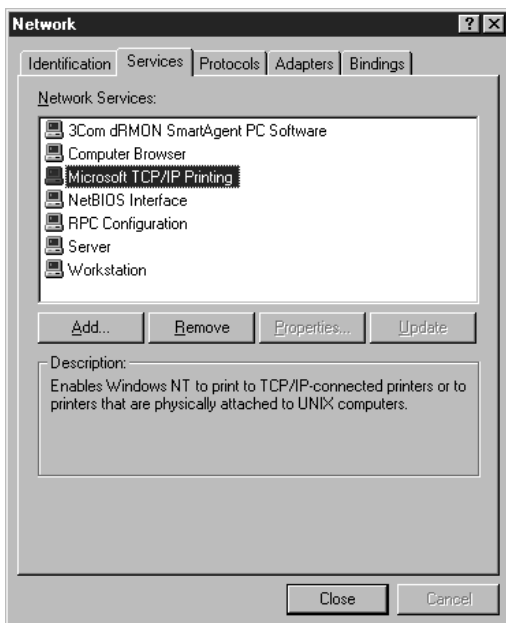 Network
Identification Services Protocols Adapters Bindings
Network Services:
3Com dRMON SmartAgent PC Software
Computer Browser
Microsoft TCP/IP Printing
NetBIOS Interface
RPC Configuration
Server
Workstation
Add... Remove Properties... Update
Description:
Enables Windows NT to print to TCP/IP-connected printers or to
printers that are physically attached to UNIX computers.
Close Cancel